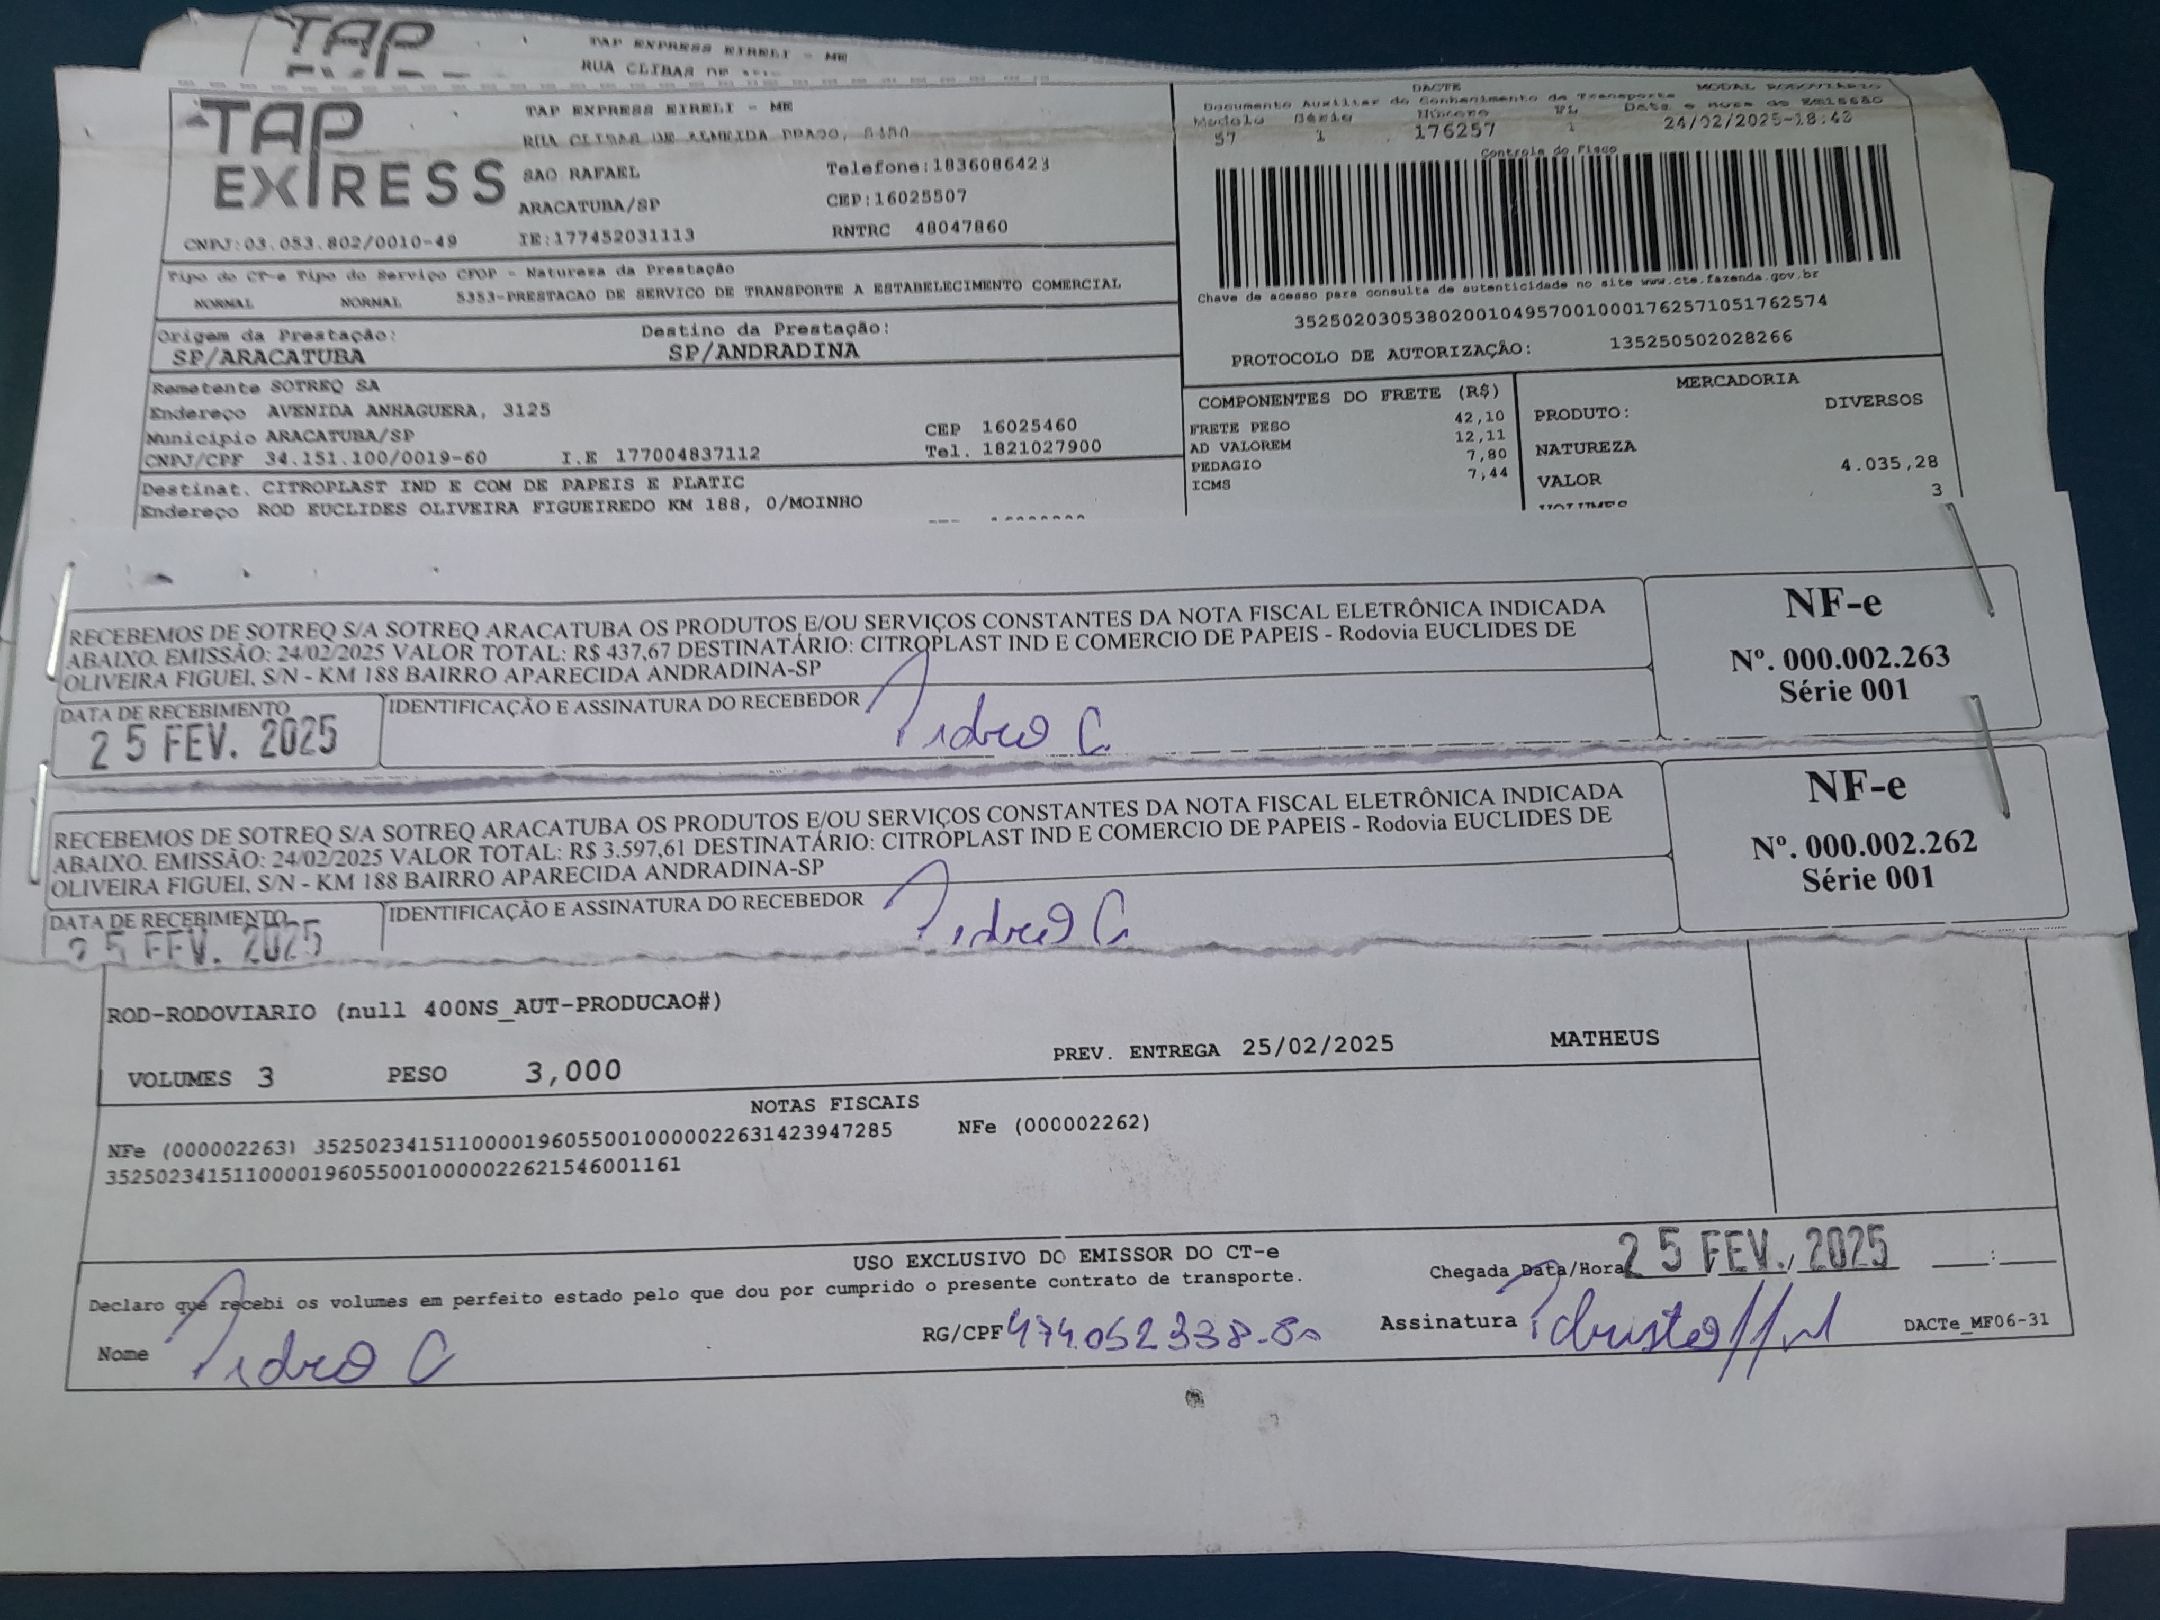 TAP
TAP EXPRESS EIRELI - ME
RUA CLIBAS DE
TAP EXPRESS
TAP EXPRESS EIRELI - ME
RUA CLIBAS DE ALMEIDA PRADO,
SAO RAFAEL Telefone:1836086423
ARACATUBA/SP CEP:16025507
CNPJ:03.053.802/0010-49 IE:177452031113 RNTRC 48047860
DACTE MODAL RODOVIÁRIO
Documento Auxiliar do Conhecimento de Transporte
Modelo Série Número FL Data e hora de Emissão
57 1 176257 1 24/02/2025-18:42
Controle do Fisco
Chave de acesso para consulta de autenticidade no site www.cte.fazenda.gov.br
35250203053802001049570010001762571051762574
PROTOCOLO DE AUTORIZAÇÃO: 135250502028266
Tipo do CT-e Tipo do Serviço CFOP - Natureza da Prestação
NORMAL NORMAL 5353-PRESTACAO DE SERVICO DE TRANSPORTE A ESTABELECIMENTO COMERCIAL
Origem da Prestação: Destino da Prestação:
SP/ARACATUBA SP/ANDRADINA
Remetente SOTREQ SA
Endereço AVENIDA ANHAGUERA, 3125
Município ARACATUBA/SP CEP 16025460
CNPJ/CPF 34.151.100/0019-60 I.E 177004837112 Tel. 1821027900
Destinat. CITROPLAST IND E COM DE PAPEIS E PLATIC
Endereço ROD EUCLIDES OLIVEIRA FIGUEIREDO KM 188, 0/MOINHO
COMPONENTES DO FRETE (R$)
FRETE PESO 42,10
AD VALOREM 12,11
PEDAGIO 7,80
ICMS 7,44
MERCADORIA
PRODUTO: DIVERSOS
NATUREZA
VALOR 4.035,28
VOLUMES 3
RECEBEMOS DE SOTREQ S/A SOTREQ ARACATUBA OS PRODUTOS E/OU SERVIÇOS CONSTANTES DA NOTA FISCAL ELETRÔNICA INDICADA
ABAIXO. EMISSÃO: 24/02/2025 VALOR TOTAL: R$ 437,67 DESTINATÁRIO: CITROPLAST IND E COMERCIO DE PAPEIS - Rodovia EUCLIDES DE
OLIVEIRA FIGUEI, S/N - KM 188 BAIRRO APARECIDA ANDRADINA-SP
DATA DE RECEBIMENTO IDENTIFICAÇÃO E ASSINATURA DO RECEBEDOR
25 FEV. 2025 Pedro C
NF-e
Nº. 000.002.263
Série 001
RECEBEMOS DE SOTREQ S/A SOTREQ ARACATUBA OS PRODUTOS E/OU SERVIÇOS CONSTANTES DA NOTA FISCAL ELETRÔNICA INDICADA
ABAIXO. EMISSÃO: 24/02/2025 VALOR TOTAL: R$ 3.597,61 DESTINATÁRIO: CITROPLAST IND E COMERCIO DE PAPEIS - Rodovia EUCLIDES DE
OLIVEIRA FIGUEI, S/N - KM 188 BAIRRO APARECIDA ANDRADINA-SP
DATA DE RECEBIMENTO IDENTIFICAÇÃO E ASSINATURA DO RECEBEDOR
25 FEV. 2025 Pedro C
NF-e
Nº. 000.002.262
Série 001
ROD-RODOVIARIO (null 400NS_AUT-PRODUCAO#)
VOLUMES 3 PESO 3,000 PREV. ENTREGA 25/02/2025 MATHEUS
NOTAS FISCAIS
NFe (000002263) 35250234151100001960550010000022631423947285 NFe (000002262)
35250234151100001960550010000022621546001161
USO EXCLUSIVO DO EMISSOR DO CT-e
Declaro que recebi os volumes em perfeito estado pelo que dou por cumprido o presente contrato de transporte.
Chegada Data/Hora 25 FEV. 2025
Nome Pedro C RG/CPF 474.052.338-80 Assinatura
DACTe_MF06-31